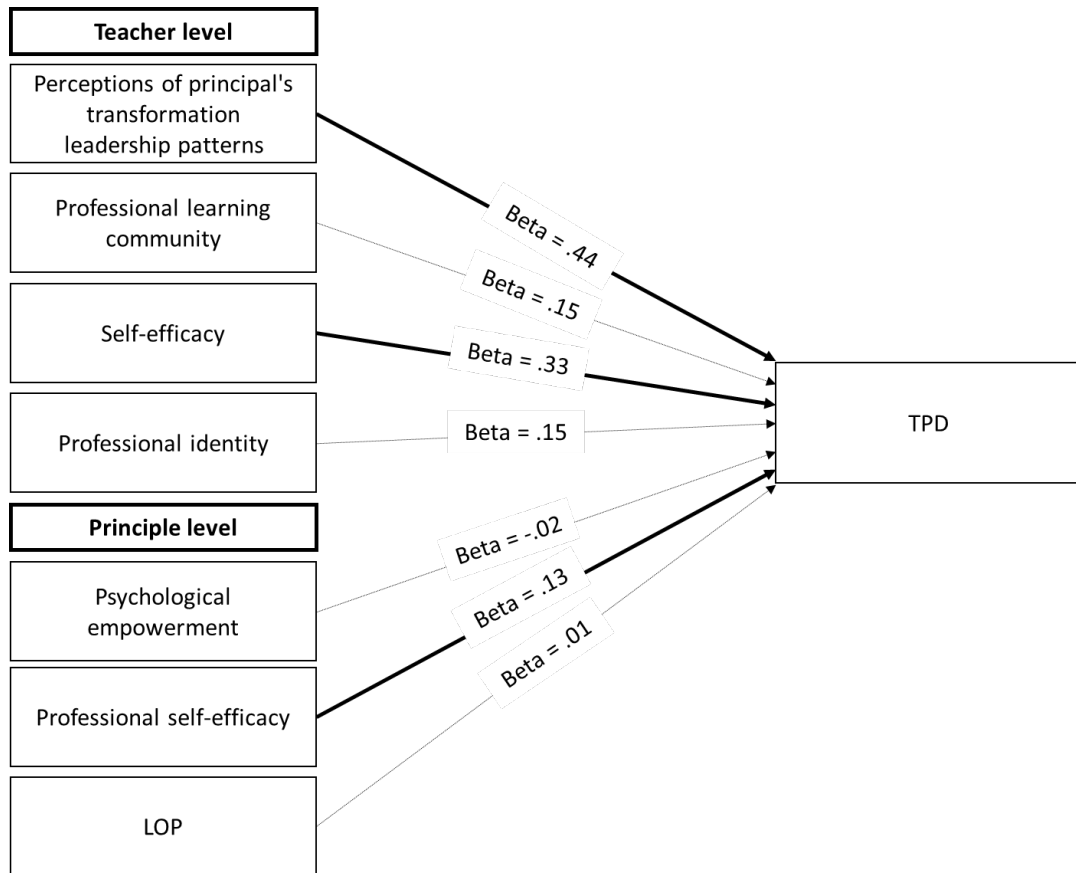 Teacher level
Perceptions of principal's
transformation
leadership patterns
Professional learning
community
Self-efficacy
Professional identity
Principle level
Psychological
empowerment
Professional self-efficacy
LOP
Beta = .44
Beta = .15
Beta = .33
Beta = .15
Beta = -.02
Beta = .13
Beta = .01
TPD